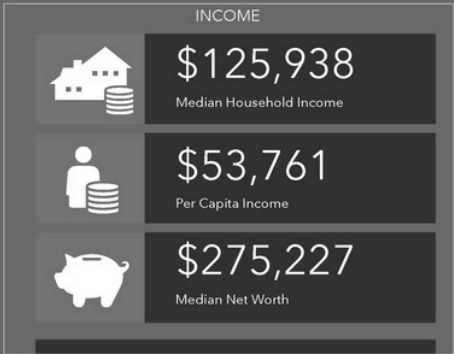 INCOME
$125,938
Median Household Income
$53,761
Per Capita Income
$275,227
Median Net Worth